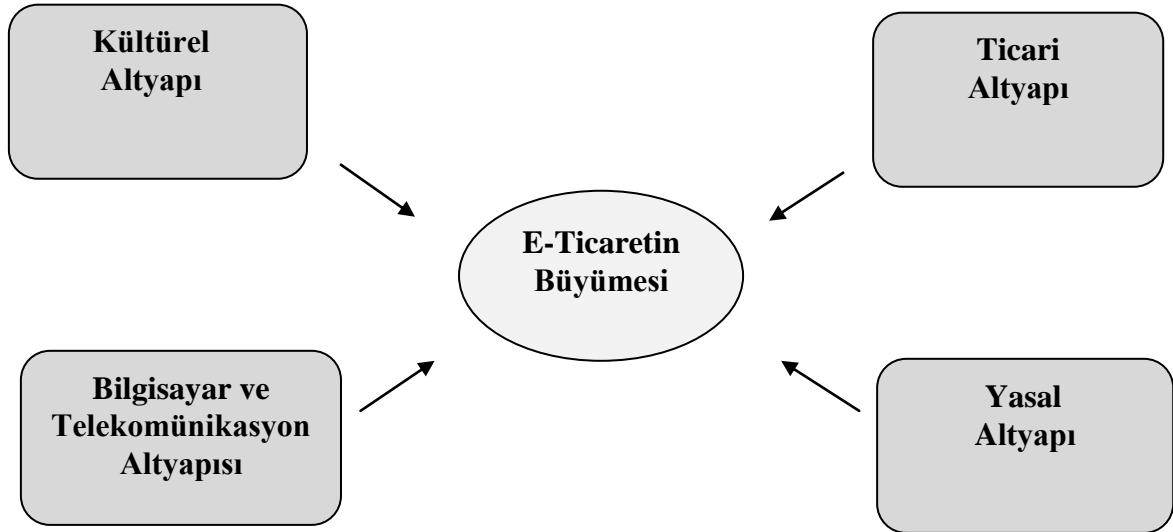 Kültürel
Altyapı
Ticari
Altyapı
E-Ticaretin
Büyümesi
Bilgisayar ve
Telekomünikasyon
Altyapısı
Yasal
Altyapı